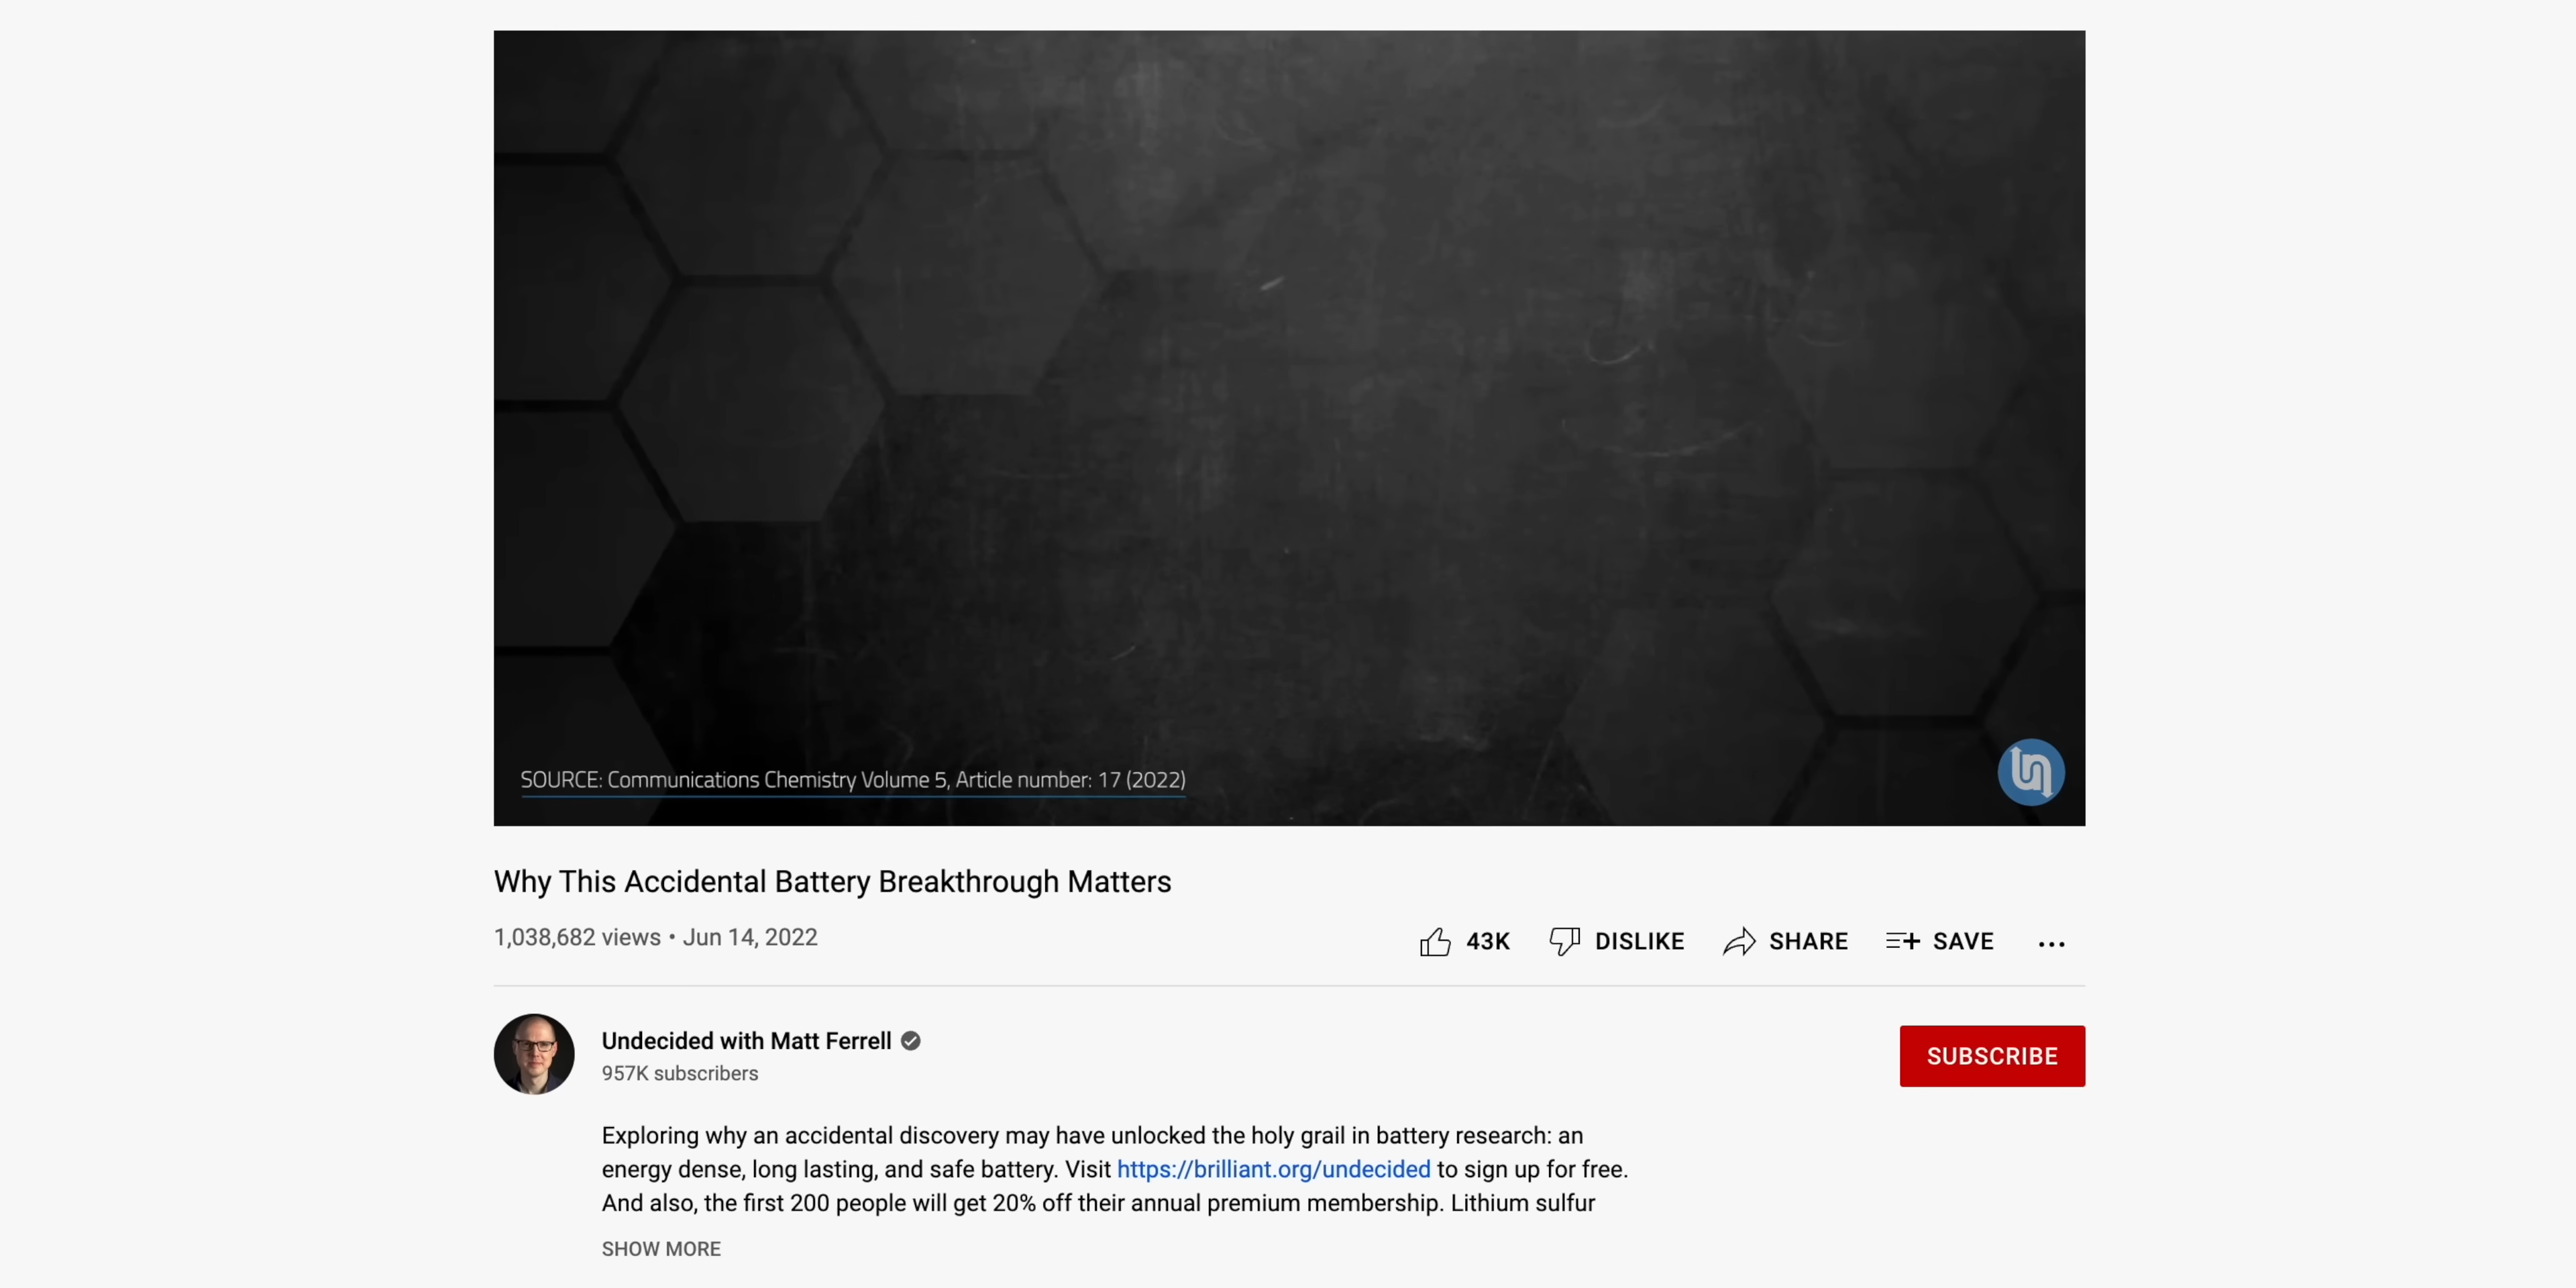 SOURCE: Communications Chemistry Volume 5, Article number: 17 (2022)
un
Why This Accidental Battery Breakthrough Matters
1,038,682 views • Jun 14, 2022
43K DISLIKE SHARE SAVE ...
Undecided with Matt Ferrell
957K subscribers
SUBSCRIBE
Exploring why an accidental discovery may have unlocked the holy grail in battery research: an
energy dense, long lasting, and safe battery. Visit https://brilliant.org/undecided to sign up for free.
And also, the first 200 people will get 20% off their annual premium membership. Lithium sulfur
SHOW MORE